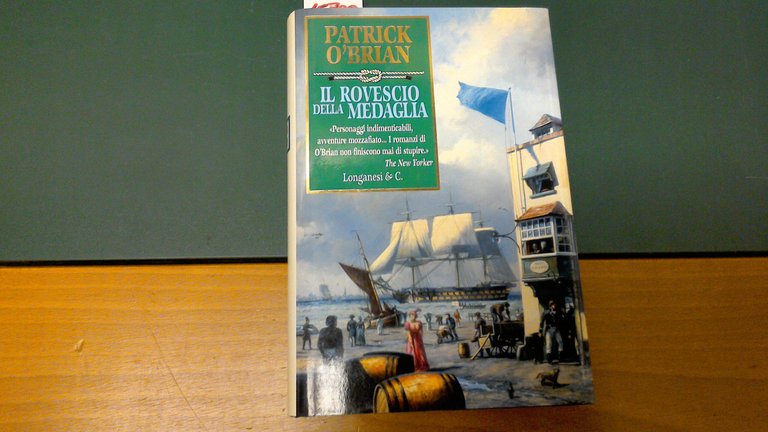 PATRICK
O'BRIAN
IL ROVESCIO
DELLA MEDAGLIA
«Personaggi indimenticabili,
avventure mozzafiato... I romanzi di
O'Brian non finiscono mai di stupire.»
The New Yorker
Longanesi & C.